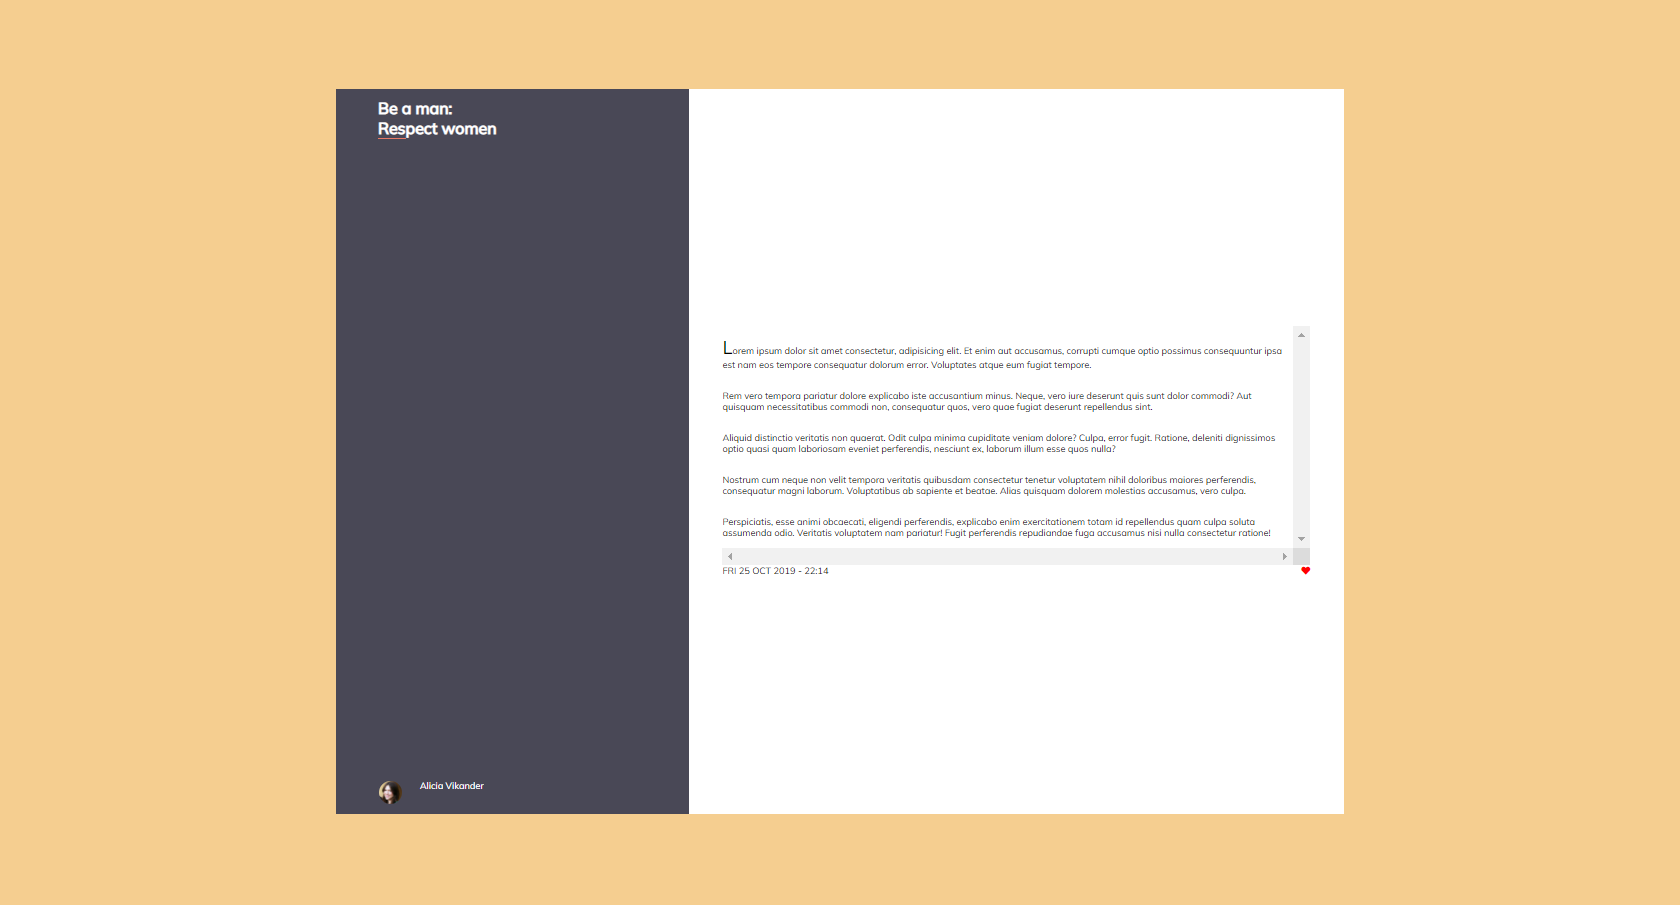 Be a man:
Respect women
Lorem ipsum dolor sit amet consectetur, adipisicing elit. Et enim aut accusamus, corrupti cumque optio possimus consequuntur ipsa
est nam eos tempore consequatur dolorum error. Voluptates atque eum fugiat tempore.
Rem vero tempora pariatur dolore explicabo iste accusantium minus. Neque, vero iure deserunt quis sunt dolor commodi? Aut
quisquam necessitatibus commodi non, consequatur quos, vero quae fugiat deserunt repellendus sint.
Aliquid distinctio veritatis non quaerat. Odit culpa minima cupiditate veniam dolore? Culpa, error fugit. Ratione, deleniti dignissimos
optio quasi quam laboriosam eveniet perferendis, nesciunt ex, laborum illum esse quos nulla?
Nostrum cum neque non velit tempora veritatis quibusdam consectetur tenetur voluptatem nihil doloribus maiores perferendis,
consequatur magni laborum. Voluptatibus ab sapiente et beatae. Alias quisquam dolorem molestias accusamus, vero culpa.
Perspiciatis, esse animi obcaecati, eligendi perferendis, explicabo enim exercitationem totam id repellendus quam culpa soluta
assumenda odio. Veritatis voluptatem nam pariatur! Fugit perferendis repudiandae fuga accusamus nisi nulla consectetur ratione!
FRI 25 OCT 2019 - 22:14
Alicia Vikander